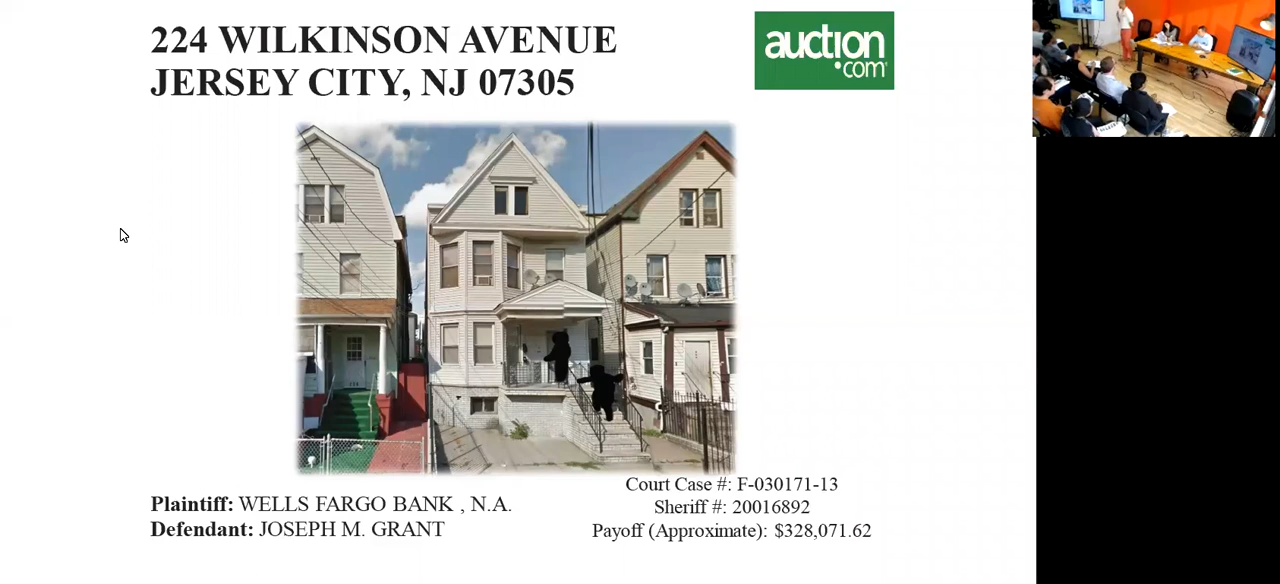 224 WILKINSON AVENUE
JERSEY CITY, NJ 07305
auction
.com
Court Case #: F-030171-13
Plaintiff: WELLS FARGO BANK , N.A.
Sheriff #: 20016892
Defendant: JOSEPH M. GRANT
Payoff (Approximate): $328,071.62